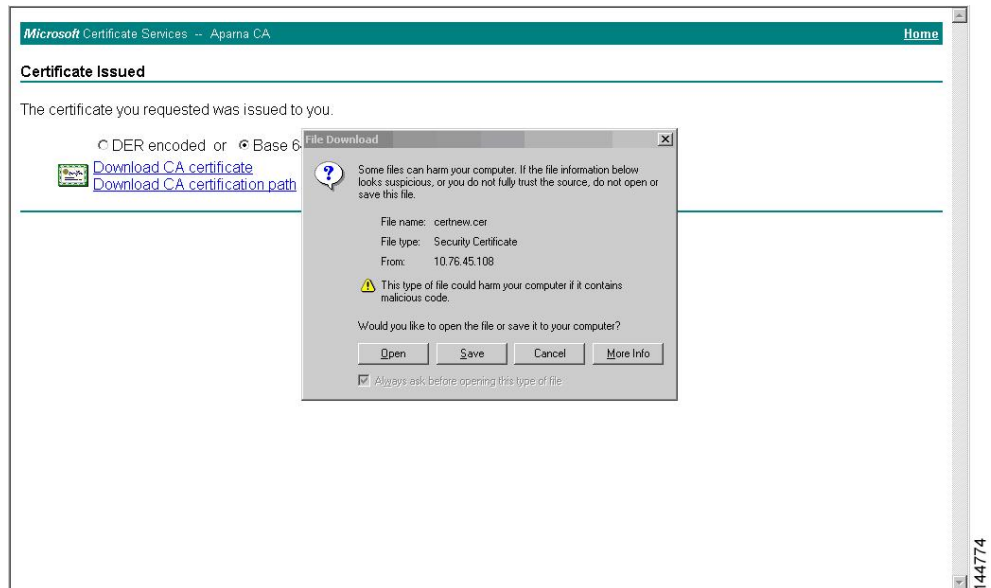 Microsoft Certificate Services -- Aparna CA Home
Certificate Issued
The certificate you requested was issued to you.
DER encoded or Base 6
Download CA certificate
Download CA certification path
File Download
Some files can harm your computer. If the file information below
looks suspicious, or you do not fully trust the source, do not open or
save this file.
File name: certnew.cer
File type: Security Certificate
From: 10.76.45.108
This type of file could harm your computer if it contains
malicious code.
Would you like to open the file or save it to your computer?
Open Save Cancel More Info
Always ask before opening this type of file
144774